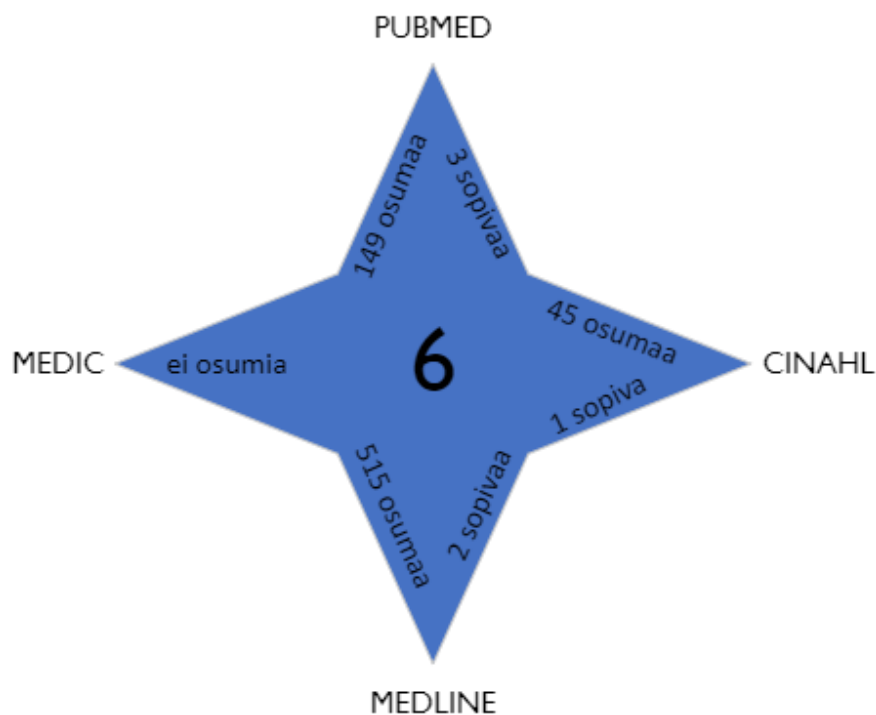 PUBMED
149 osumaa
3 sopivaa
45 osumaa
MEDIC
ei osumia
6
CINAHL
1 sopiva
515 osumaa
2 sopivaa
MEDLINE